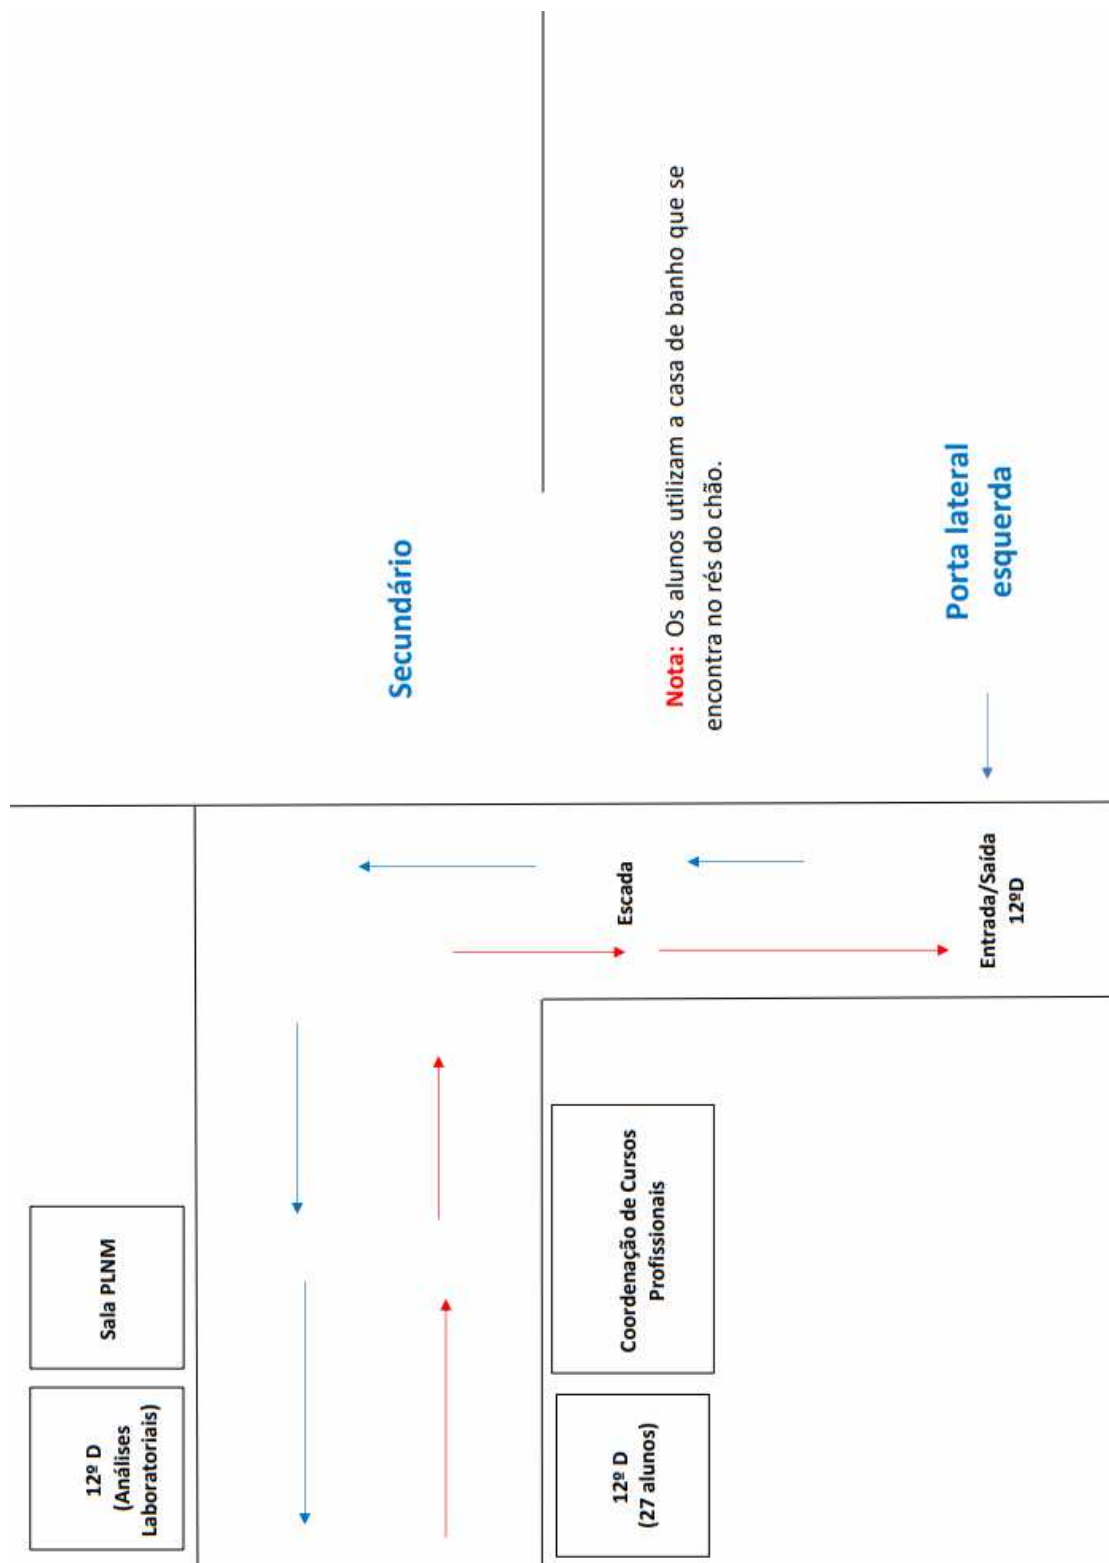 12º D
(Análises
Laboratoriais)
Sala PLNM
Secundário
12º D
(27 alunos)
Coordenação de Cursos
Profissionais
Escada
Nota: Os alunos utilizam a casa de banho que se
encontra no rés do chão.
Entrada/Saída
12ºD
Porta lateral
esquerda